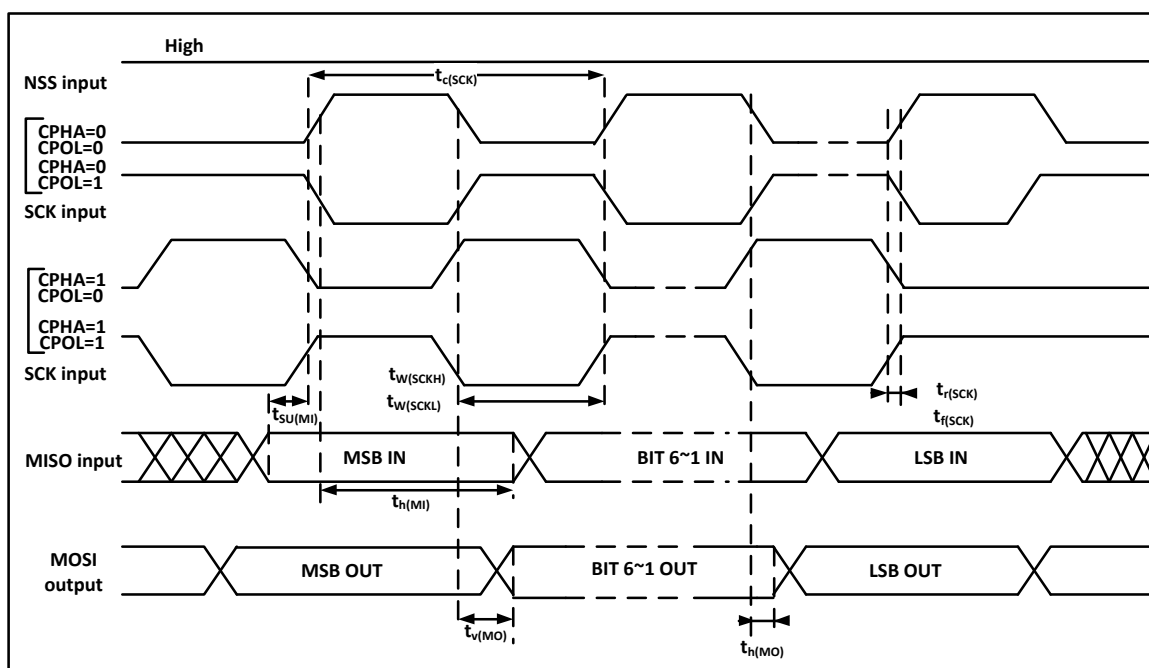 High
NSS input
tc(SCK)
CPHA=0
CPOL=0
CPHA=0
CPOL=1
SCK input
CPHA=1
CPOL=0
CPHA=1
CPOL=1
SCK input
tW(SCKH)
tW(SCKL)
tr(SCK)
tf(SCK)
tSU(MI)
MISO input
MSB IN
BIT 6~1 IN
LSB IN
th(MI)
MOSI
output
MSB OUT
BIT 6~1 OUT
LSB OUT
tv(MO)
th(MO)